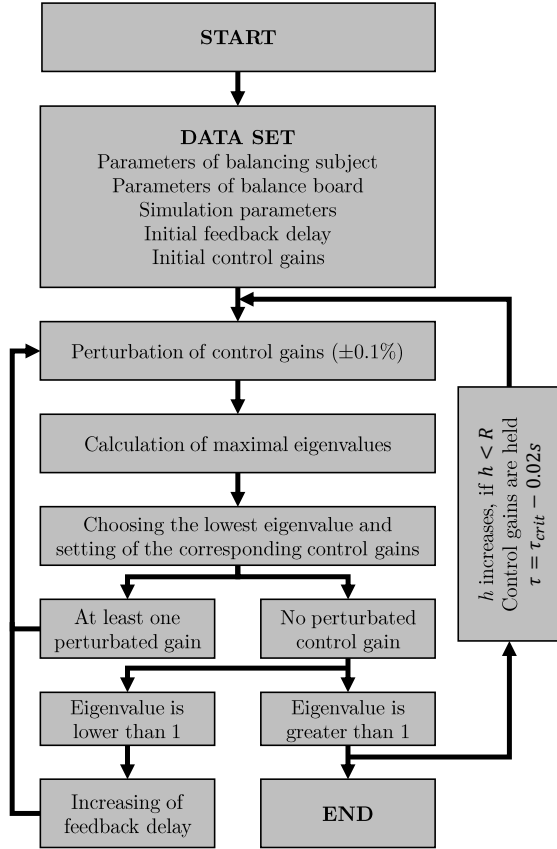 START
DATA SET
Parameters of balancing subject
Parameters of balance board
Simulation parameters
Initial feedback delay
Initial control gains
Perturbation of control gains (±0.1%)
Calculation of maximal eigenvalues
Choosing the lowest eigenvalue and
setting of the corresponding control gains
At least one
perturbated gain
No perturbated
control gain
Eigenvalue is
lower than 1
Eigenvalue is
greater than 1
Increasing of
feedback delay
END
h increases, if h < R
Control gains are held
τ = τ_crit − 0.02s